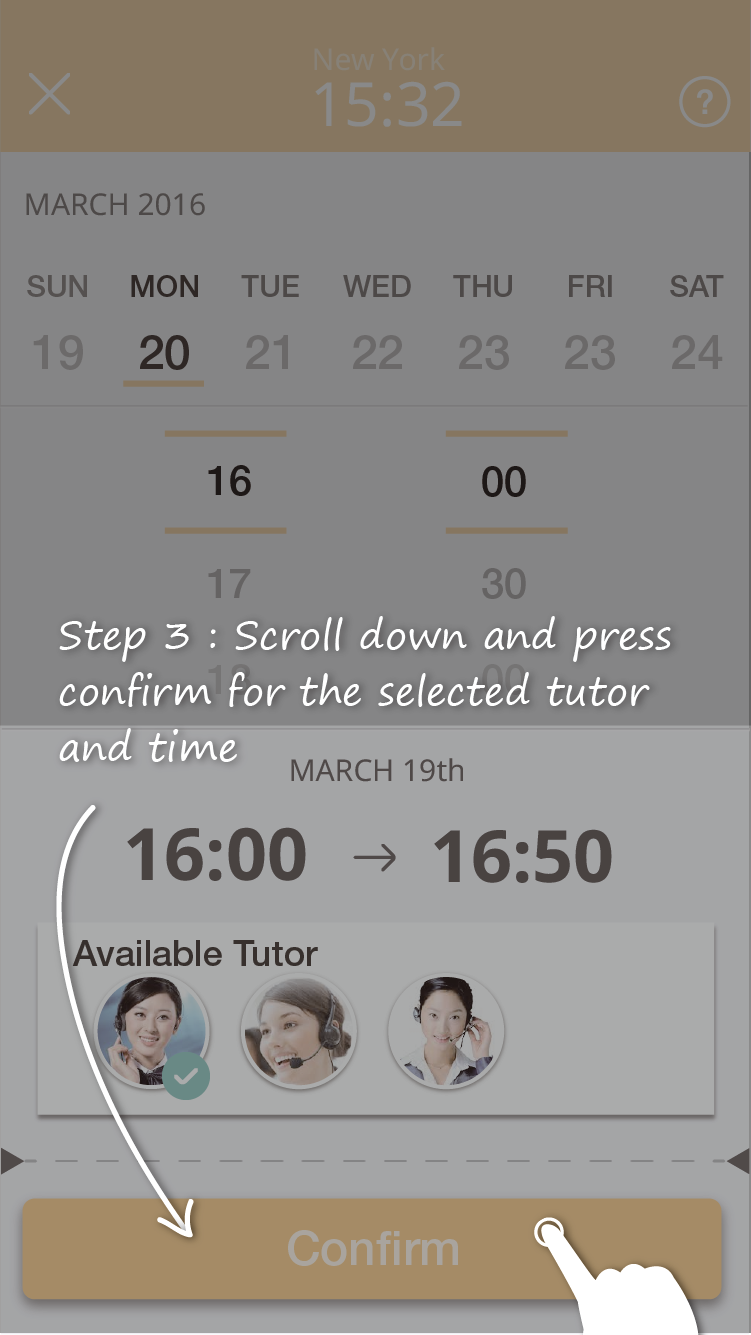 New York
15:32
?
MARCH 2016
SUN MON TUE WED THU FRI SAT
19 20 21 22 23 23 24
16 00
17 30
Step 3 : Scroll down and press
18 00
confirm for the selected tutor
and time
MARCH 19th
16:00 → 16:50
Available Tutor
Confirm